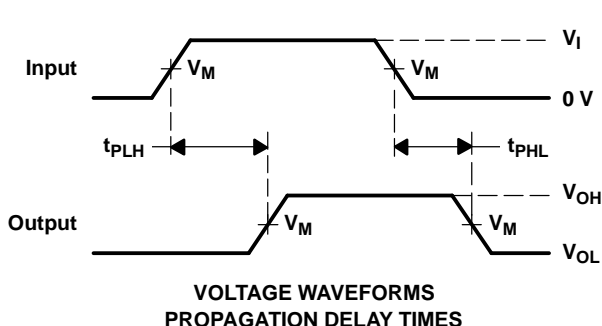 V_I
Input
V_M
V_M
0 V
t_PLH
t_PHL
V_OH
Output
V_M
V_M
V_OL
VOLTAGE WAVEFORMS
PROPAGATION DELAY TIMES